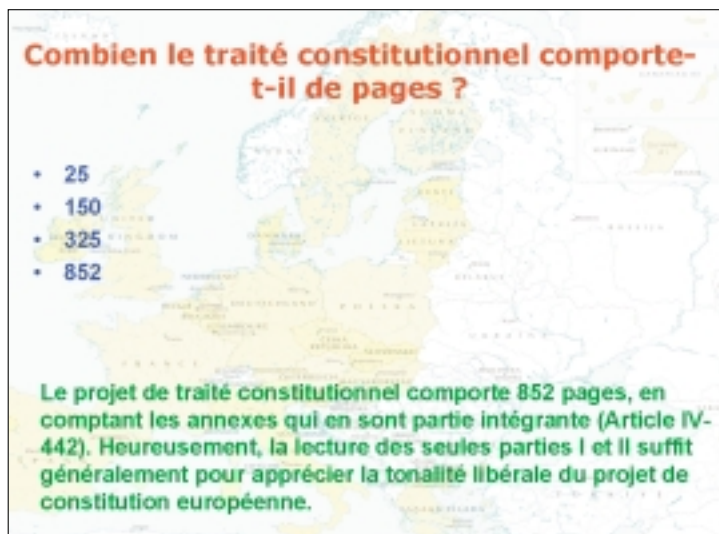 Combien le traité constitutionnel comporte-
t-il de pages ?
• 25
• 150
• 325
• 852
Le projet de traité constitutionnel comporte 852 pages, en
comptant les annexes qui en sont partie intégrante (Article IV-
442). Heureusement, la lecture des seules parties I et II suffit
généralement pour apprécier la tonalité libérale du projet de
constitution européenne.